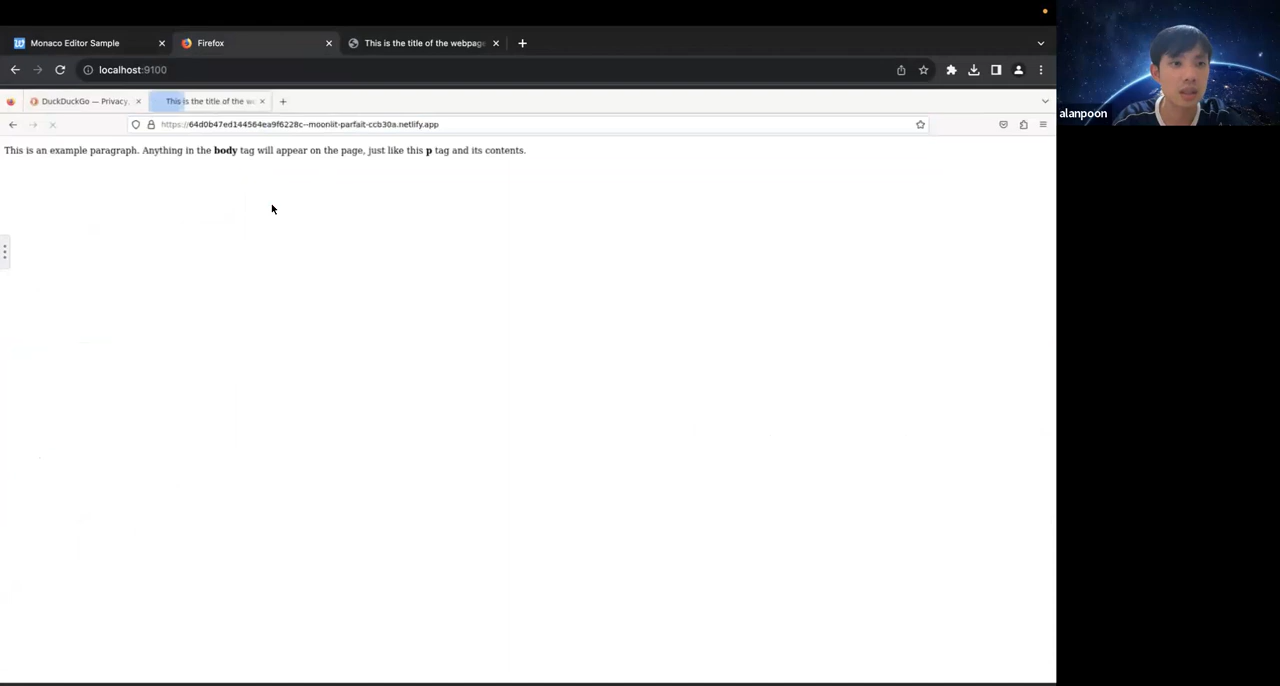 Monaco Editor Sample
Firefox
This is the title of the webpage
localhost:9100
DuckDuckGo — Privacy,
This is the title of the we
https://64d0b47ed144564ea9f6228c--moonlit-parfait-ccb30a.netlify.app
This is an example paragraph. Anything in the body tag will appear on the page, just like this p tag and its contents.
alanpoon